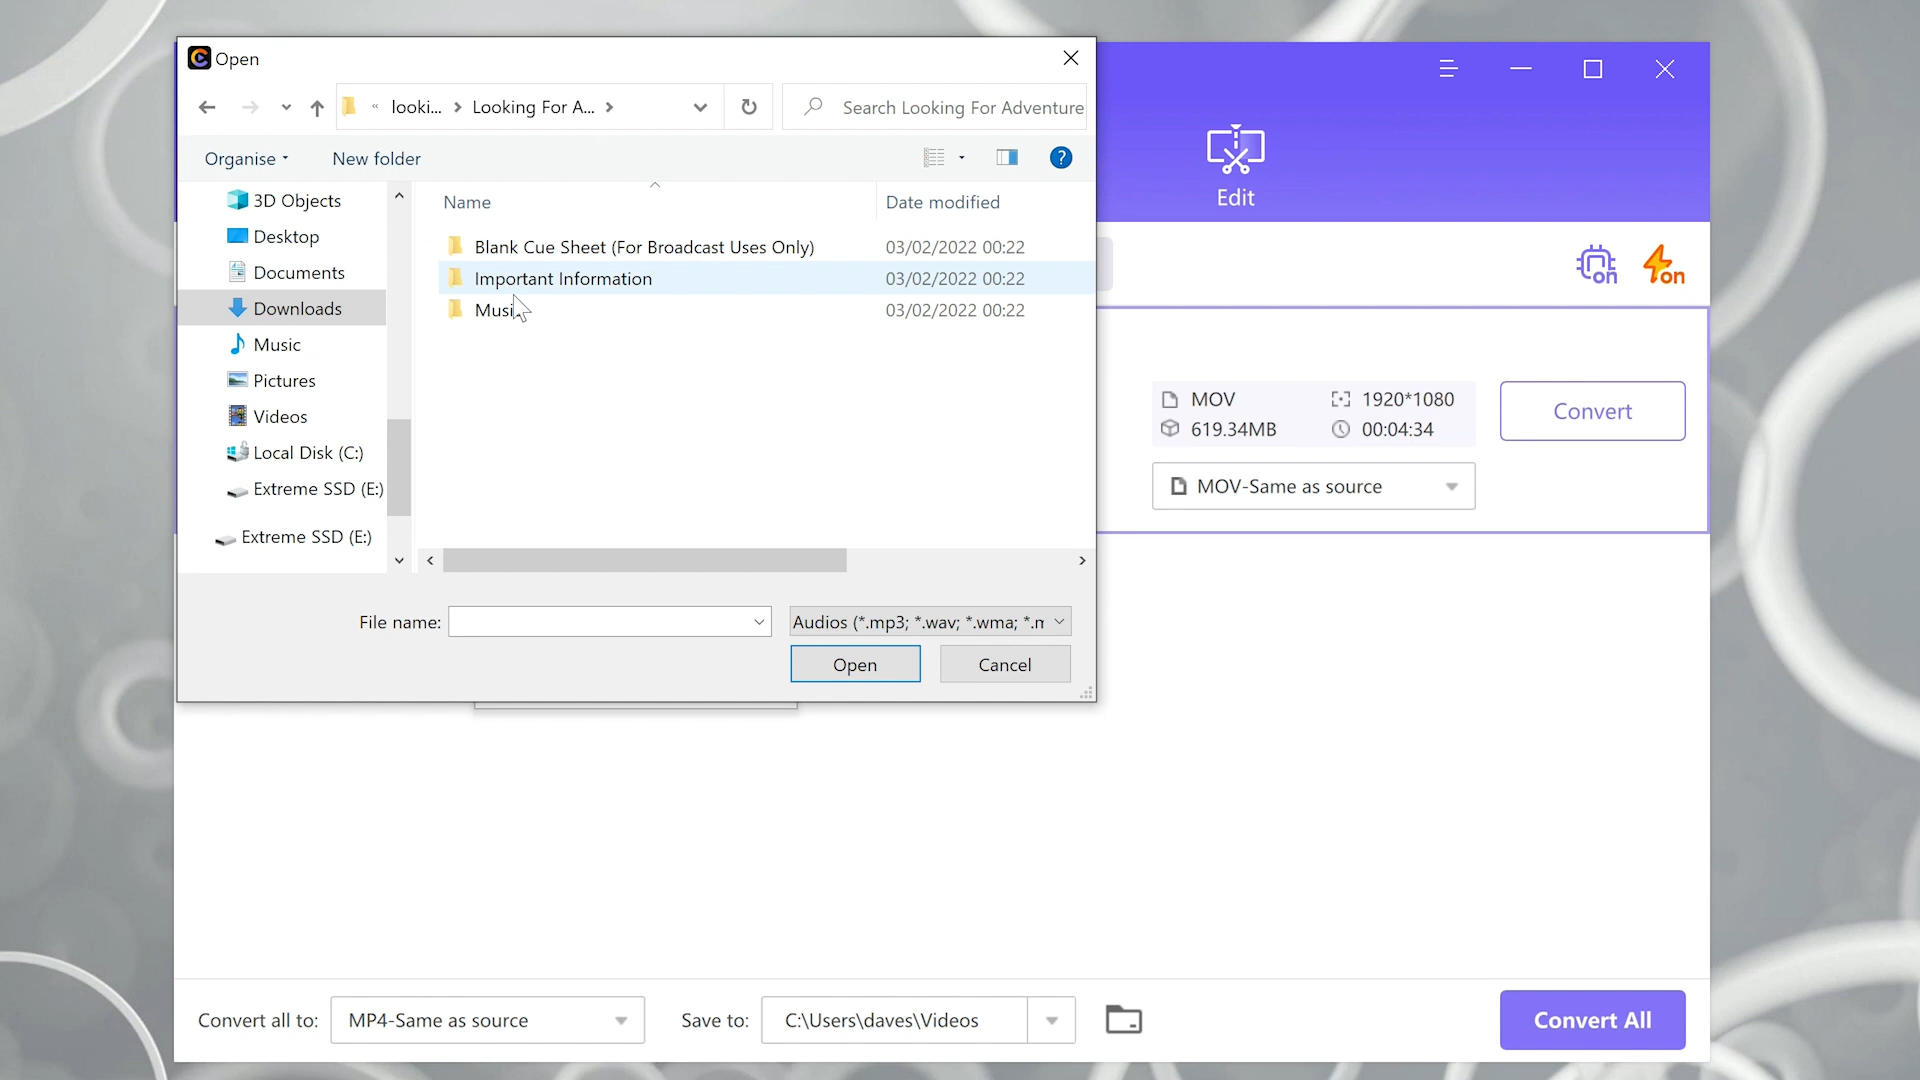 Open
« looki... > Looking For A... >
Search Looking For Adventure
Organise
New folder
?
3D Objects
Desktop
Documents
Downloads
Music
Pictures
Videos
Local Disk (C:)
Extreme SSD (E:)
Extreme SSD (E:)
Name Date modified
Blank Cue Sheet (For Broadcast Uses Only) 03/02/2022 00:22
Important Information 03/02/2022 00:22
Musi 03/02/2022 00:22
File name:
Audios (*.mp3; *.wav; *.wma; *.m
Open Cancel
Edit
on on
MOV 1920*1080
619.34MB 00:04:34
Convert
MOV-Same as source
Convert all to: MP4-Same as source Save to: C:\Users\daves\Videos
Convert All